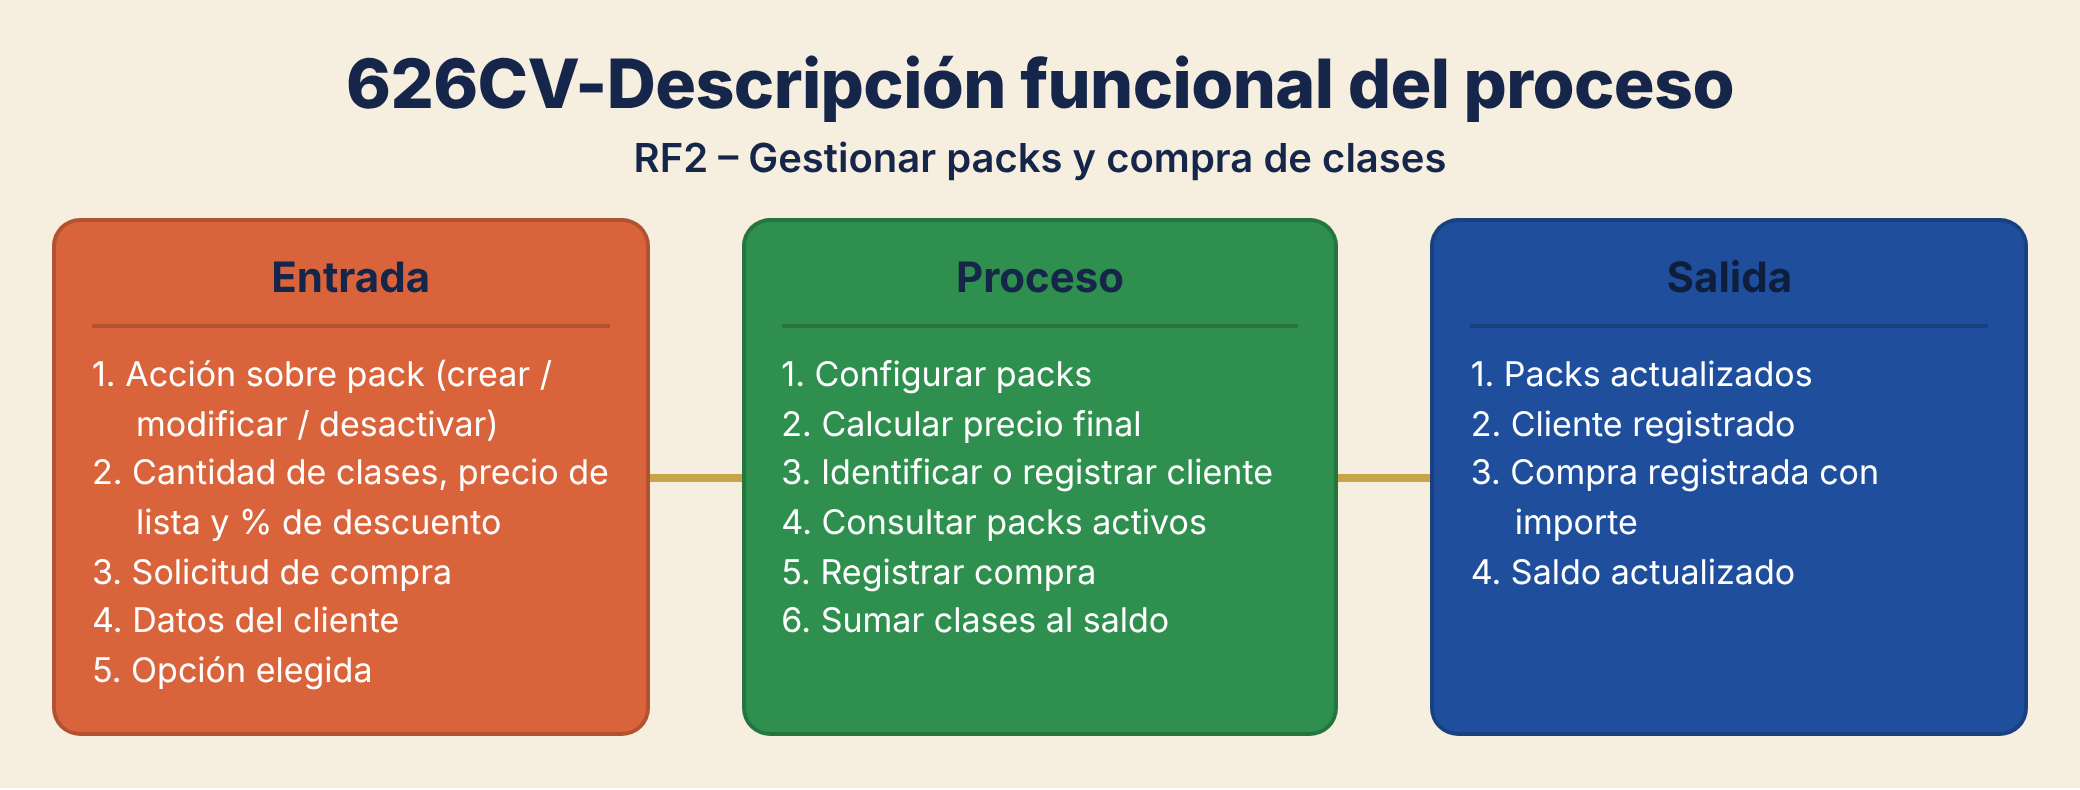 626CV-Descripción funcional del proceso
RF2 – Gestionar packs y compra de clases
Entrada
1. Acción sobre pack (crear /
modificar / desactivar)
2. Cantidad de clases, precio de
lista y % de descuento
3. Solicitud de compra
4. Datos del cliente
5. Opción elegida
Proceso
1. Configurar packs
2. Calcular precio final
3. Identificar o registrar cliente
4. Consultar packs activos
5. Registrar compra
6. Sumar clases al saldo
Salida
1. Packs actualizados
2. Cliente registrado
3. Compra registrada con
importe
4. Saldo actualizado